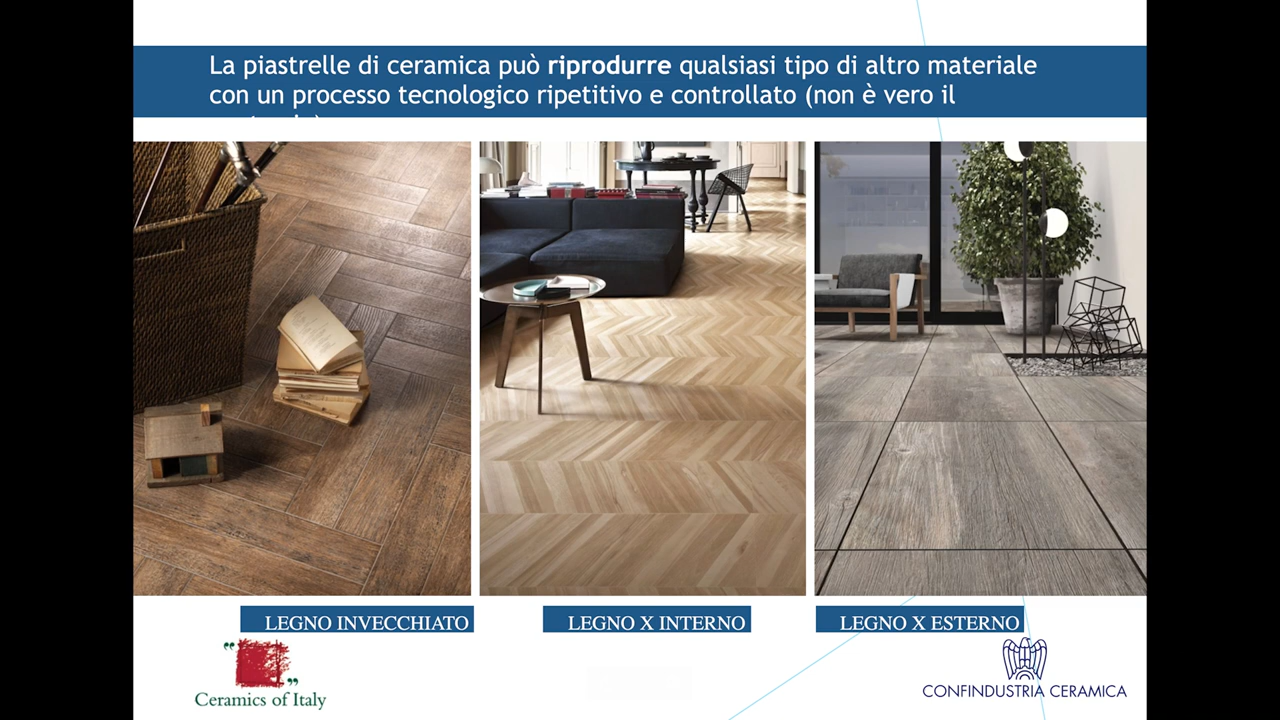 La piastrelle di ceramica può riprodurre qualsiasi tipo di altro materiale
con un processo tecnologico ripetitivo e controllato (non è vero il
LEGNO INVECCHIATO
LEGNO X INTERNO
LEGNO X ESTERNO
Ceramics of Italy
CONFINDUSTRIA CERAMICA